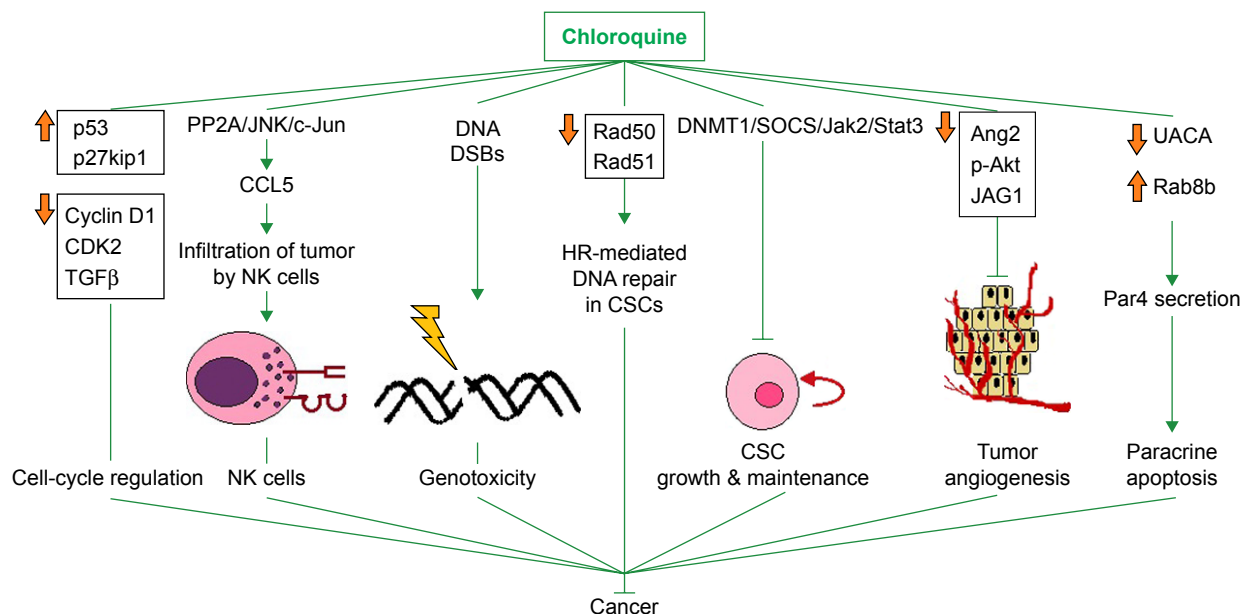 Chloroquine
p53
p27kip1
Cyclin D1
CDK2
TGFβ
Cell-cycle regulation
PP2A/JNK/c-Jun
CCL5
Infiltration of tumor
by NK cells
NK cells
DNA
DSBs
Genotoxicity
Rad50
Rad51
HR-mediated
DNA repair
in CSCs
DNMT1/SOCS/Jak2/Stat3
CSC
growth & maintenance
Ang2
p-Akt
JAG1
Tumor
angiogenesis
UACA
Rab8b
Par4 secretion
Paracrine
apoptosis
Cancer